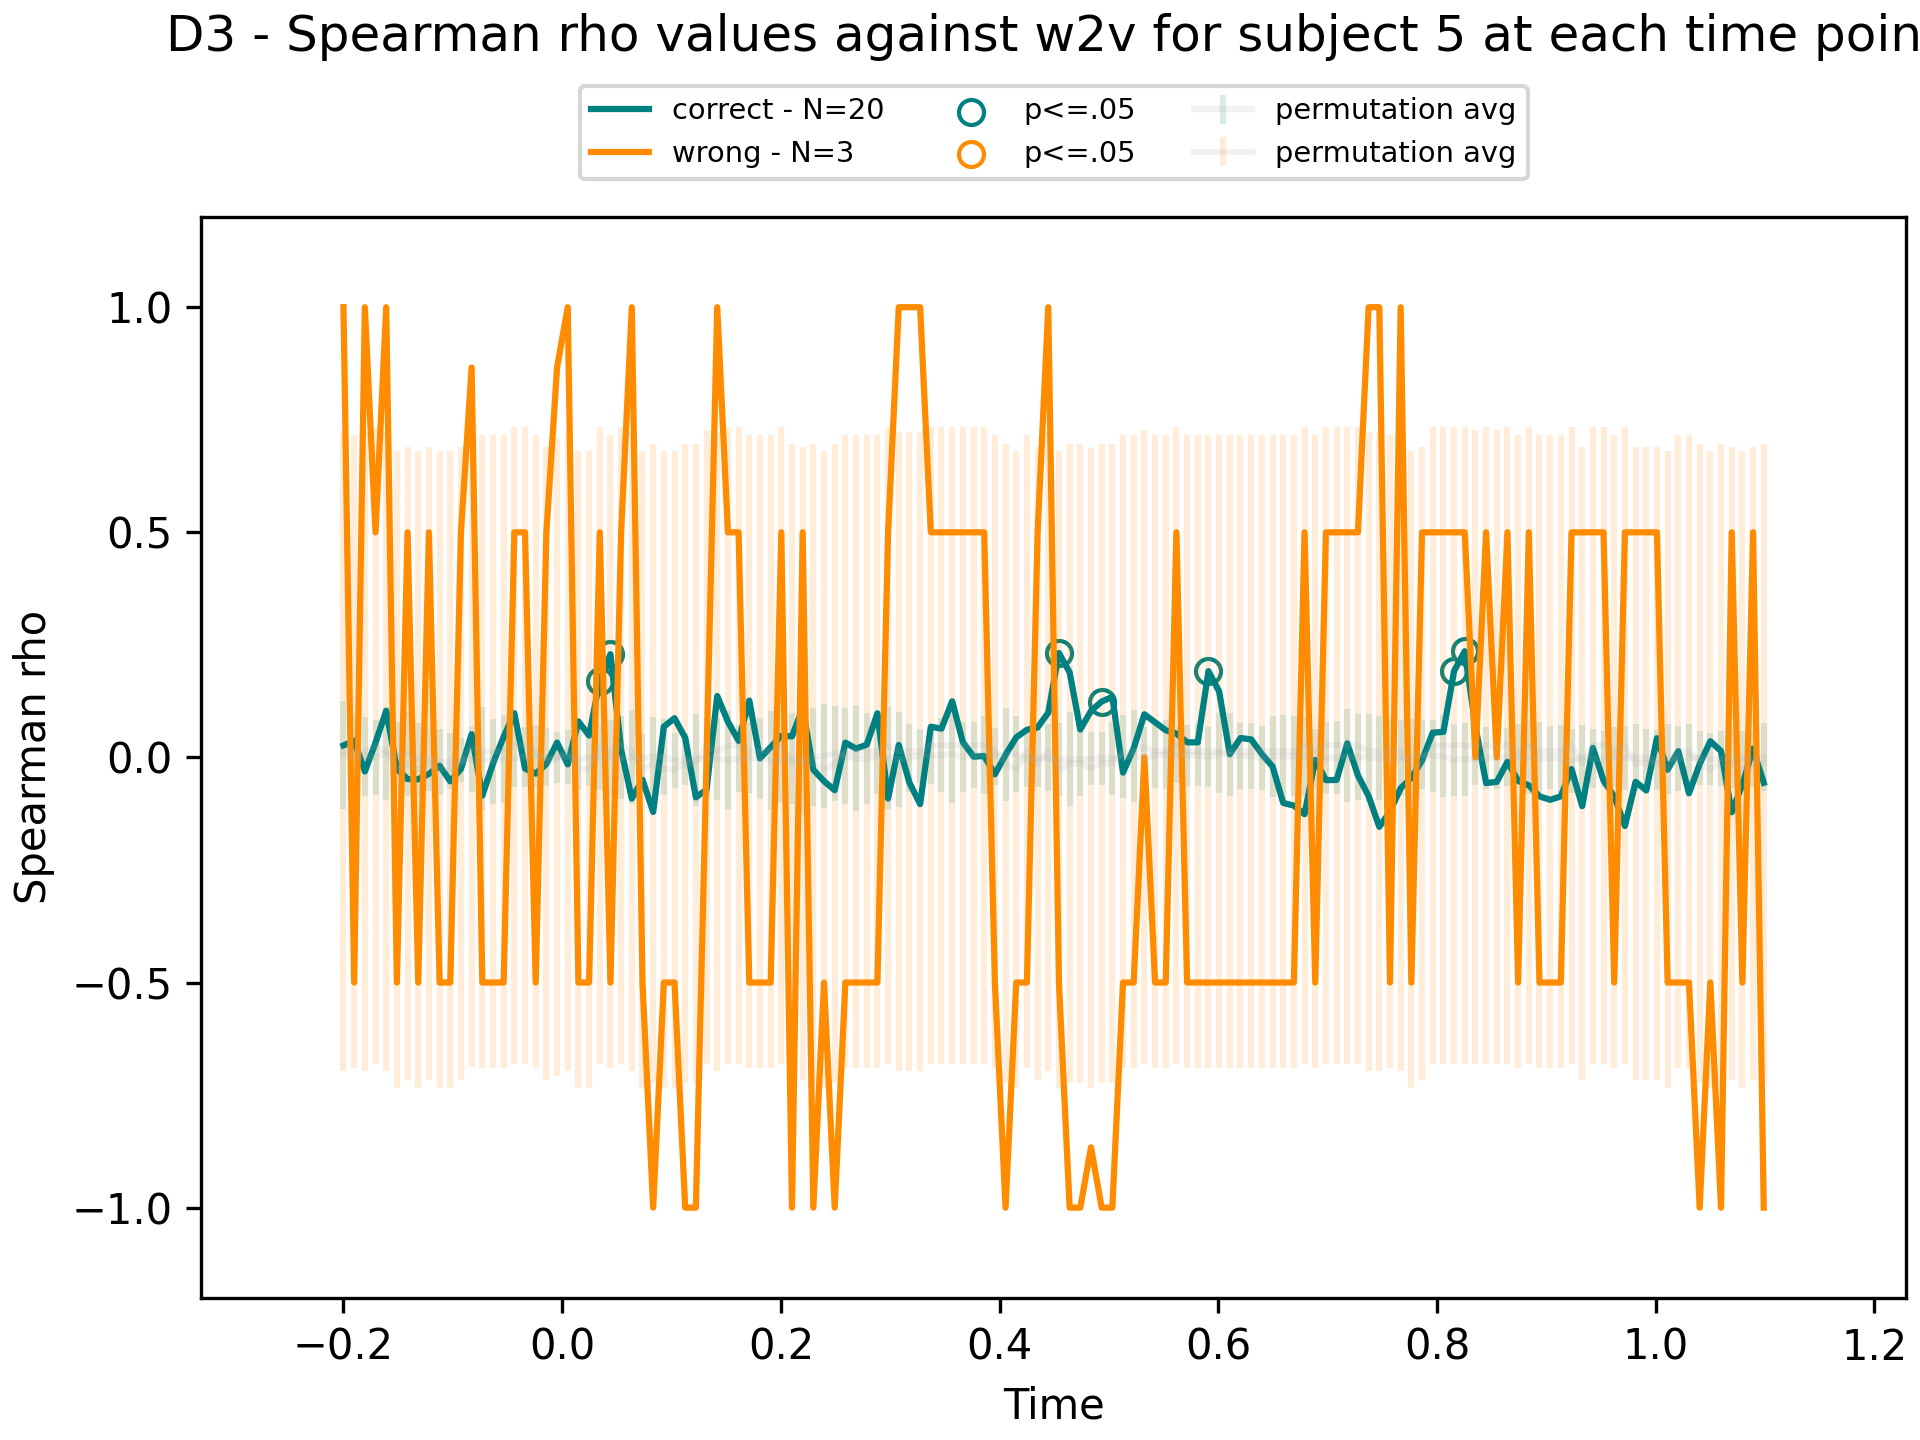 D3 - Spearman rho values against w2v for subject 5 at each time poin
correct - N=20
wrong - N=3
p<=.05
p<=.05
permutation avg
permutation avg
Spearman rho
1.0
0.5
0.0
−0.5
−1.0
−0.2 0.0 0.2 0.4 0.6 0.8 1.0 1.2
Time